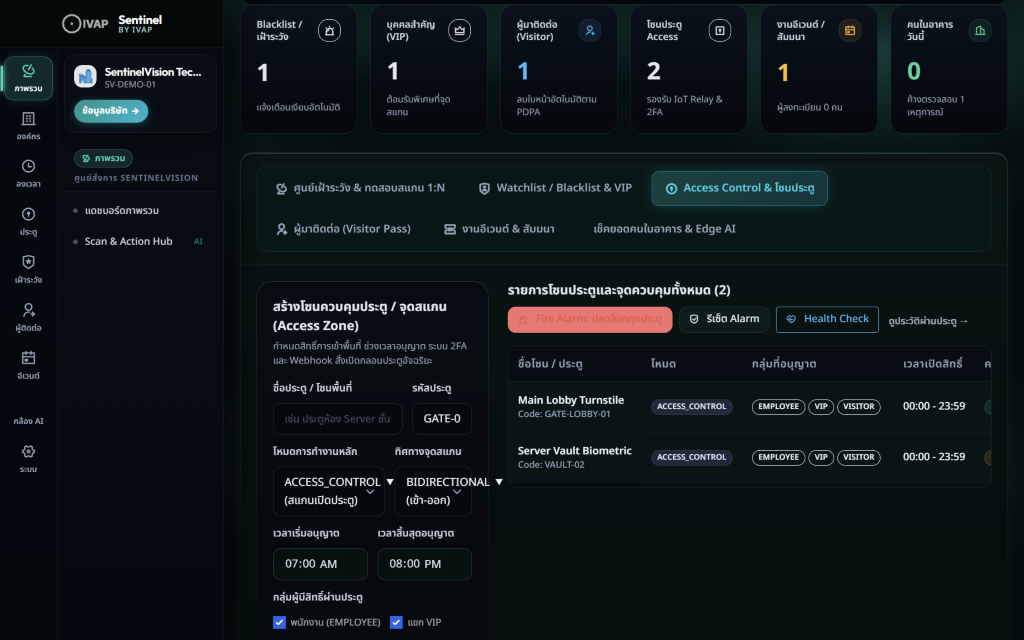 IVAP
Sentinel
BY IVAP
ภาพรวม
องค์กร
ลงเวลา
ประตู
เฝ้าระวัง
ผู้ติดต่อ
อีเวนต์
กล้อง AI
ระบบ
SentinelVision Tec...
SV-DEMO-01
ข้อมูลบริษัท →
ภาพรวม
ศูนย์สั่งการ SENTINELVISION
แดชบอร์ดภาพรวม
Scan & Action Hub AI
Blacklist /
เฝ้าระวัง
1
แจ้งเตือนเงียบอัตโนมัติ
บุคคลสำคัญ
(VIP)
1
ต้อนรับพิเศษที่จุด
สแกน
ผู้มาติดต่อ
(Visitor)
1
ลบใบหน้าอัตโนมัติตาม
PDPA
โซนประตู
Access
2
รองรับ IoT Relay &
2FA
งานอีเวนต์ /
สัมมนา
1
ผู้ลงทะเบียน 0 คน
คนในอาคาร
วันนี้
0
ค้างตรวจสอบ 1
เหตุการณ์
ศูนย์เฝ้าระวัง & ทดสอบสแกน 1:N
Watchlist / Blacklist & VIP
Access Control & โซนประตู
ผู้มาติดต่อ (Visitor Pass)
งานอีเวนต์ & สัมมนา
เช็คยอดคนในอาคาร & Edge AI
สร้างโซนควบคุมประตู / จุดสแกน
(Access Zone)
กำหนดสิทธิ์การเข้าพื้นที่ ช่วงเวลาอนุญาต ระบบ 2FA
และ Webhook สั่งเปิดกลอนประตูอัจฉริยะ
ชื่อประตู / โซนพื้นที่ รหัสประตู
เช่น ประตูห้อง Server ชั้น GATE-0
โหมดการทำงานหลัก ทิศทางจุดสแกน
ACCESS_CONTROL ▼ BIDIRECTIONAL ▼
(สแกนเปิดประตู) (เข้า-ออก)
เวลาเริ่มอนุญาต เวลาสิ้นสุดอนุญาต
07:00 AM 08:00 PM
กลุ่มผู้มีสิทธิ์ผ่านประตู
พนักงาน (EMPLOYEE) แขก VIP
รายการโซนประตูและจุดควบคุมทั้งหมด (2)
Fire Alarm: ปลดล็อกทุกประตู รีเซ็ต Alarm Health Check ดูประวัติผ่านประตู →
ชื่อโซน / ประตู โหมด กลุ่มที่อนุญาต เวลาเปิดสิทธิ์
Main Lobby Turnstile
Code: GATE-LOBBY-01
ACCESS_CONTROL EMPLOYEE VIP VISITOR 00:00 - 23:59
Server Vault Biometric
Code: VAULT-02
ACCESS_CONTROL EMPLOYEE VIP VISITOR 00:00 - 23:59